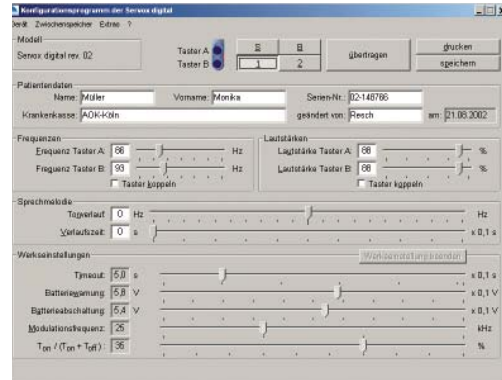 Konfigurationsprogramm der Servox digital
Gerät Zwischenspeicher Extras ?
Modell
Servox digital rev. 02
Taster A
Taster B
S B
1 2
übertragen
drucken
speichern
Patientendaten
Name: Müller Vorname: Monika Serien-Nr.: 02-148766
Krankenkasse: AOK-Köln geändert von: Resch am: 21.08.2002
Frequenzen
Frequenz Taster A: 66 Hz
Frequenz Taster B: 93 Hz
Taster koppeln
Lautstärken
Lautstärke Taster A: 86 %
Lautstärke Taster B: 86 %
Taster koppeln
Sprechmelodie
Tonverlauf: 0 Hz Hz
Verlaufszeit: 0 s x 0,1 s
Werkseinstellungen
Werkseinstellung beenden
Timeout: 5,0 s x 0,1 s
Batteriewarnung: 5,8 V x 0,1 V
Batterieabschaltung: 5,4 V x 0,1 V
Modulationsfrequenz: 25 kHz
Ton / (Ton + Toff): 35 %